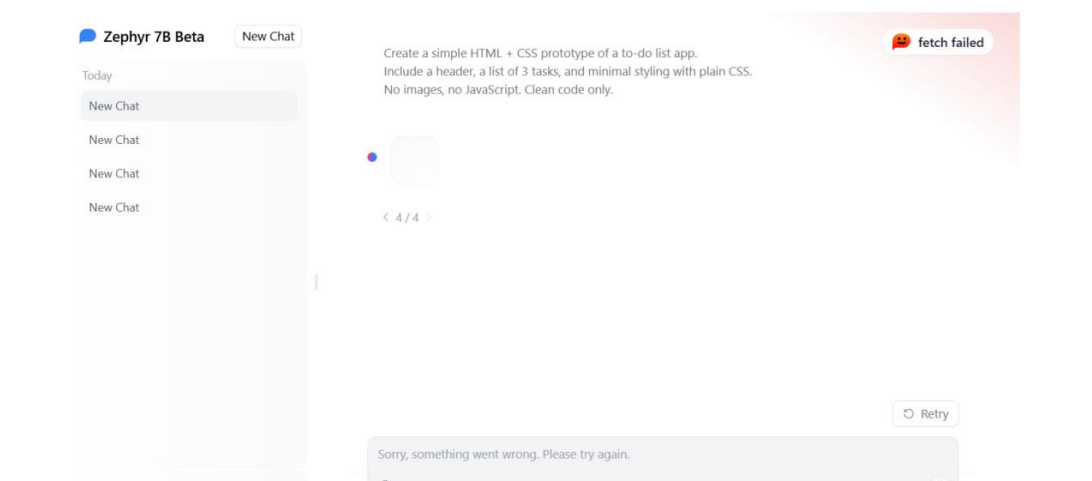 Zephyr 7B Beta
New Chat
Today
New Chat
New Chat
New Chat
New Chat
Create a simple HTML + CSS prototype of a to-do list app.
Include a header, a list of 3 tasks, and minimal styling with plain CSS.
No images, no JavaScript. Clean code only.
fetch failed
4 / 4
Retry
Sorry, something went wrong. Please try again.